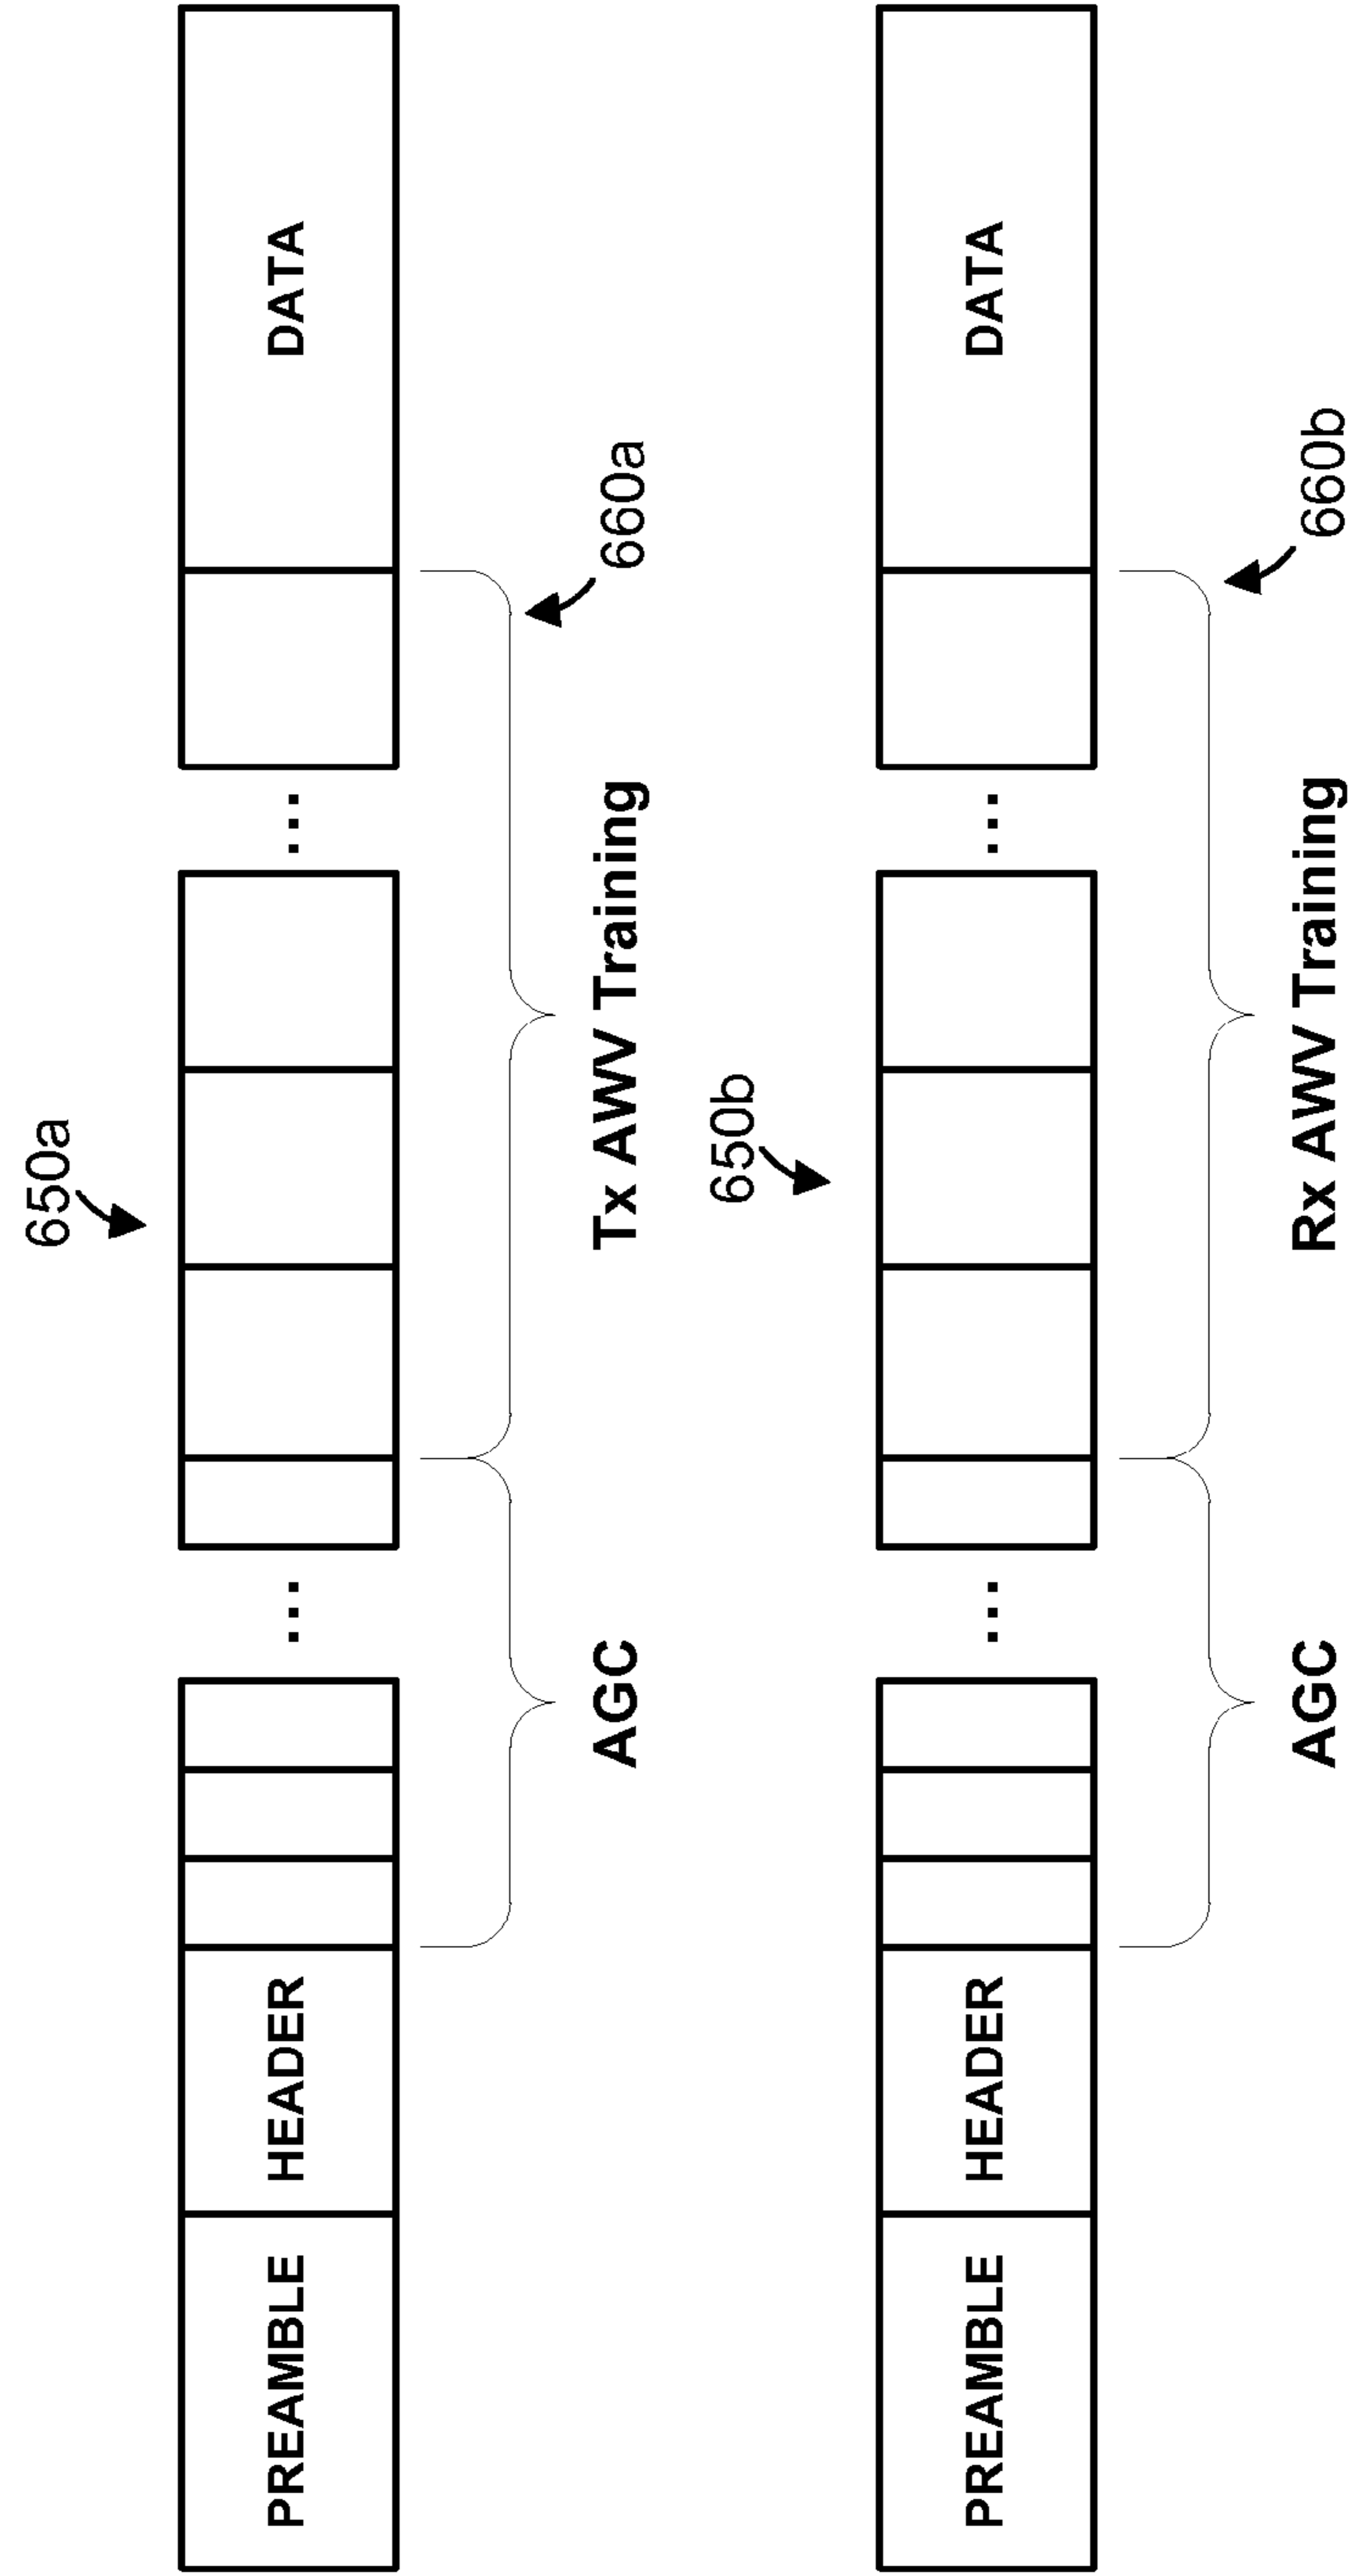 650a
PREAMBLE HEADER ... ... DATA
660a
AGC Tx AWV Training
650b
PREAMBLE HEADER ... ... DATA
660b
AGC Rx AWV Training